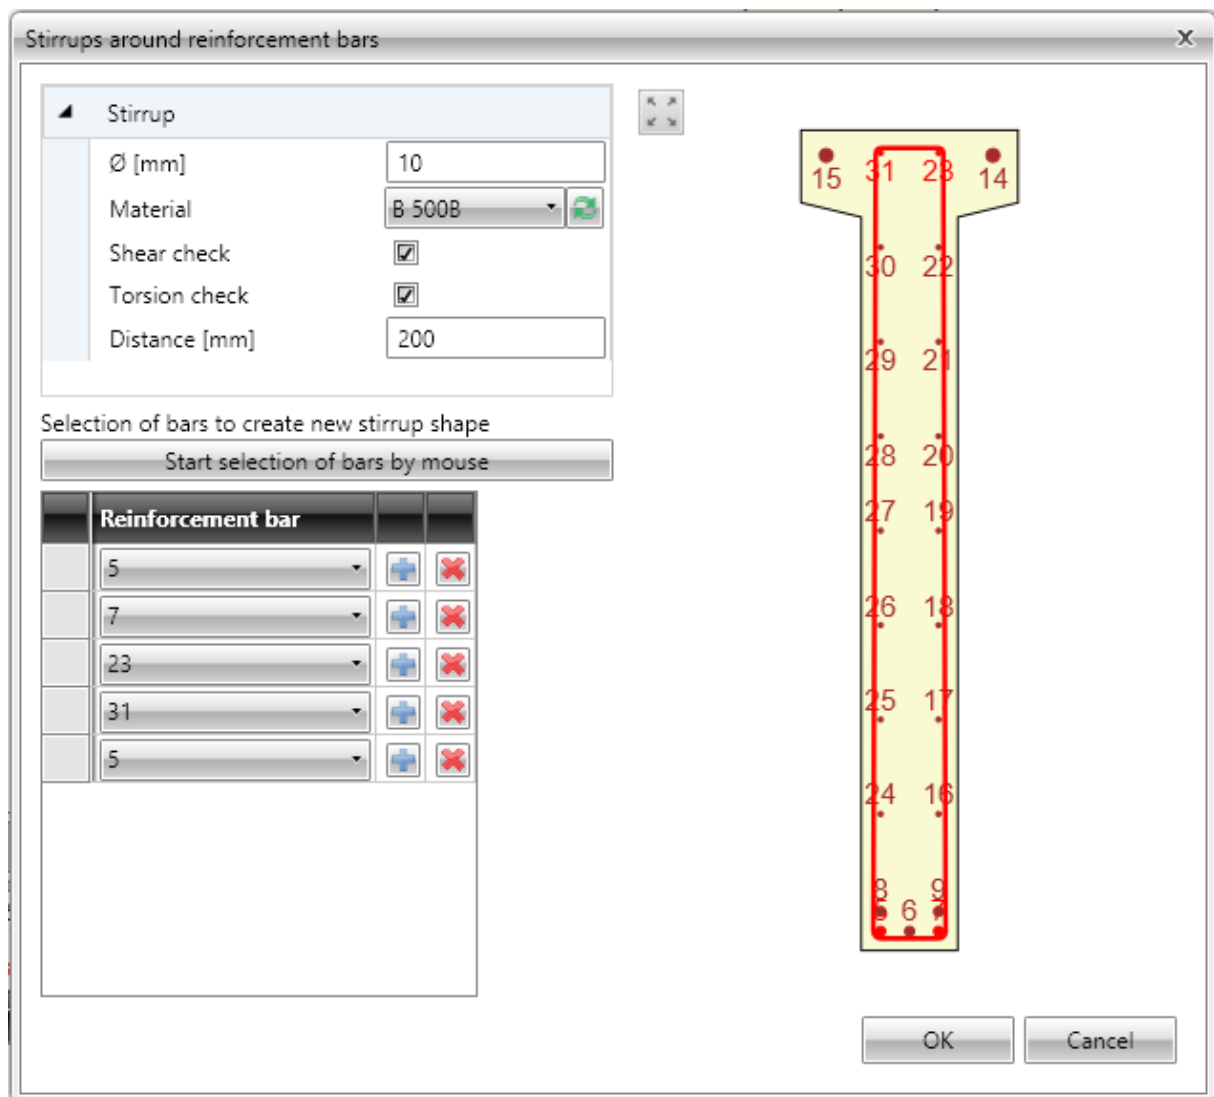 Stirrups around reinforcement bars
Stirrup
Ø [mm]
10
Material
B 500B
Shear check
Torsion check
Distance [mm]
200
Selection of bars to create new stirrup shape
Start selection of bars by mouse
Reinforcement bar
5
7
23
31
5
15 31 23 14
30 22
29 21
28 20
27 19
26 18
25 17
24 16
8 9
6
OK
Cancel